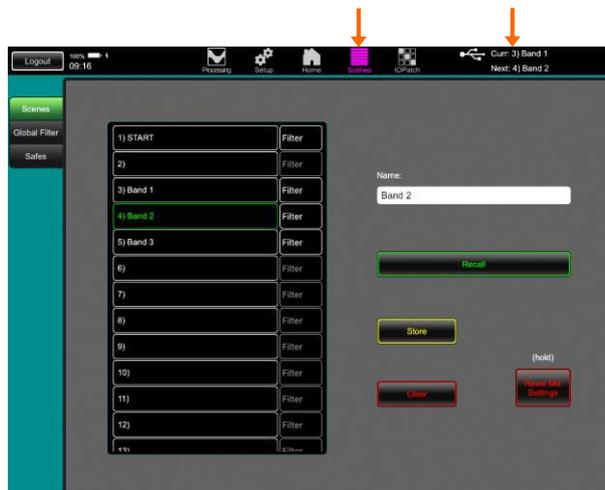 Logout
100%
09:16
Processing
Setup
Home
Scenes
IOPatch
Curr: 3) Band 1
Next: 4) Band 2
Scenes
Global Filter
Safes
1) START Filter
2) Filter
3) Band 1 Filter
4) Band 2 Filter
5) Band 3 Filter
6) Filter
7) Filter
8) Filter
9) Filter
10) Filter
11) Filter
12) Filter
13) Filter
Name:
Band 2
Recall
Store
(hold)
Clear
Reset Mix
Settings